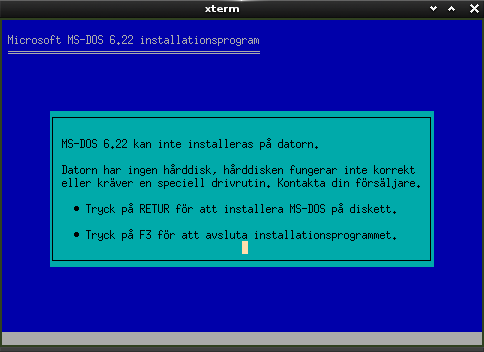 xterm
Microsoft MS-DOS 6.22 installationsprogram
MS-DOS 6.22 kan inte installeras på datorn.
Datorn har ingen hårddisk, hårddisken fungerar inte korrekt
eller kräver en speciell drivrutin. Kontakta din försäljare.
• Tryck på RETUR för att installera MS-DOS på diskett.
• Tryck på F3 för att avsluta installationsprogrammet.